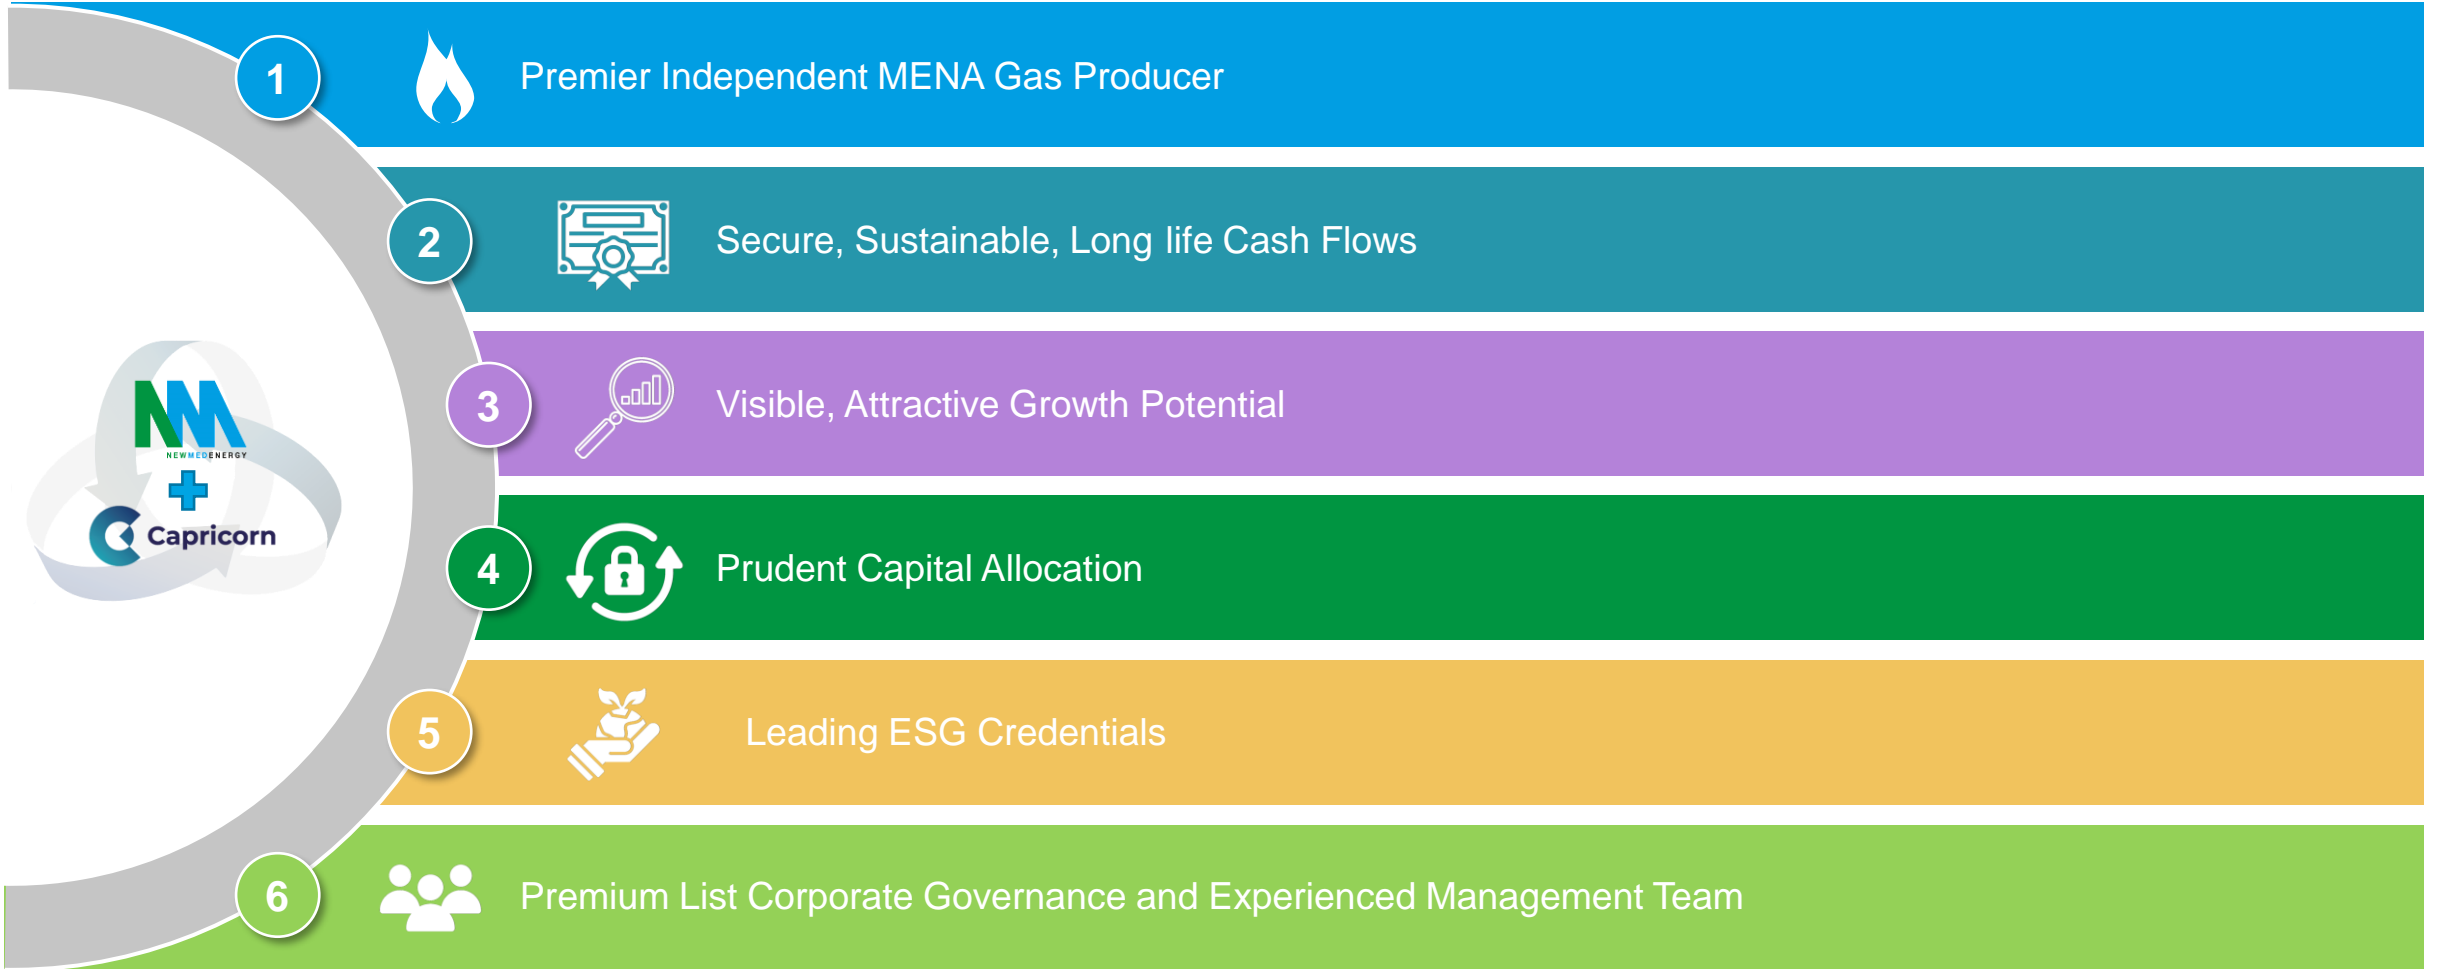 1
Premier Independent MENA Gas Producer
2
Secure, Sustainable, Long life Cash Flows
3
Visible, Attractive Growth Potential
NM
NEWMEDENERGY
Capricorn
4
Prudent Capital Allocation
5
Leading ESG Credentials
6
Premium List Corporate Governance and Experienced Management Team